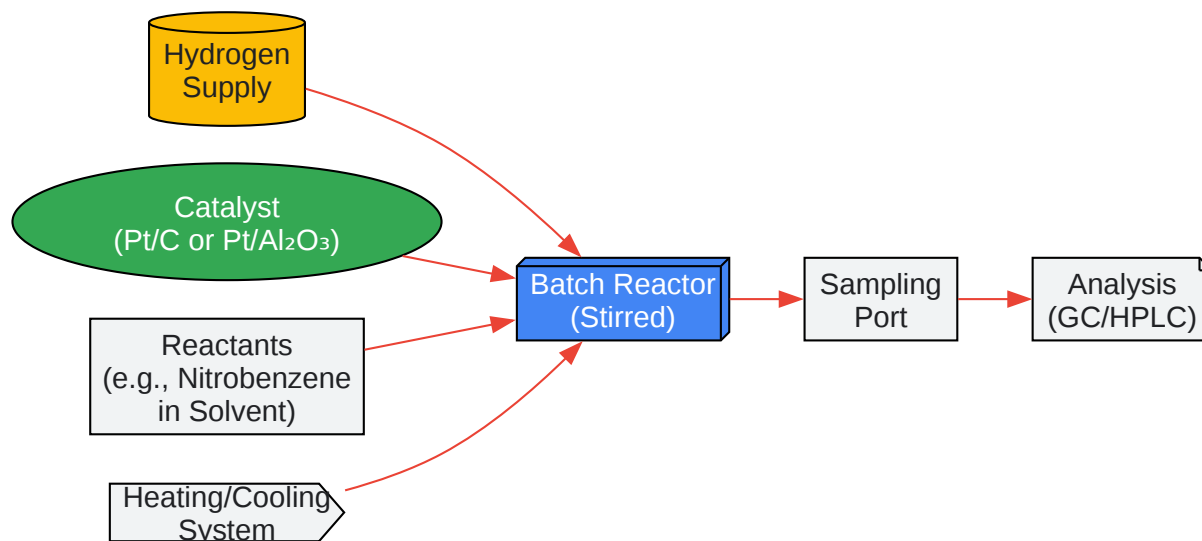 Hydrogen
Supply
Catalyst
(Pt/C or Pt/Al₂O₃)
Reactants
(e.g., Nitrobenzene
in Solvent)
Heating/Cooling
System
Batch Reactor
(Stirred)
Sampling
Port
Analysis
(GC/HPLC)